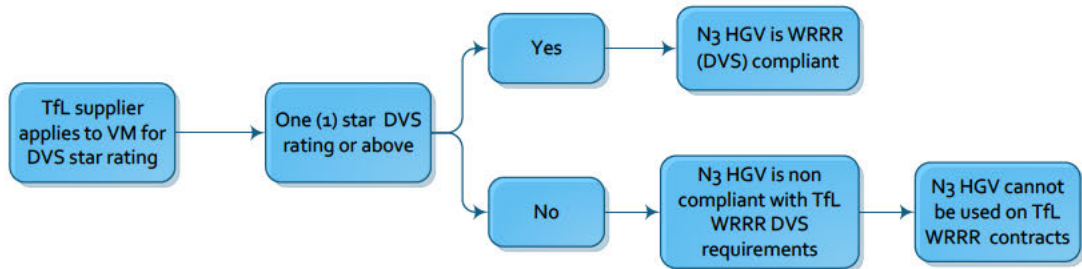 TfL supplier
applies to VM for
DVS star rating
One (1) star DVS
rating or above
Yes
N3 HGV is WRRR
(DVS) compliant
No
N3 HGV is non
compliant with TfL
WRRR DVS
requirements
N3 HGV cannot
be used on TfL
WRRR contracts